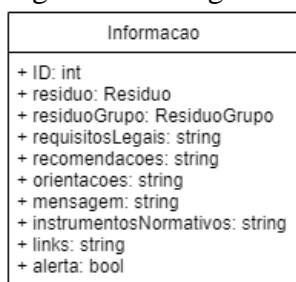 Informacao
+ ID: int
+ residuo: Residuo
+ residuoGrupo: ResiduoGrupo
+ requisitosLegais: string
+ recomendacoes: string
+ orientacoes: string
+ mensagem: string
+ instrumentosNormativos: string
+ links: string
+ alerta: bool